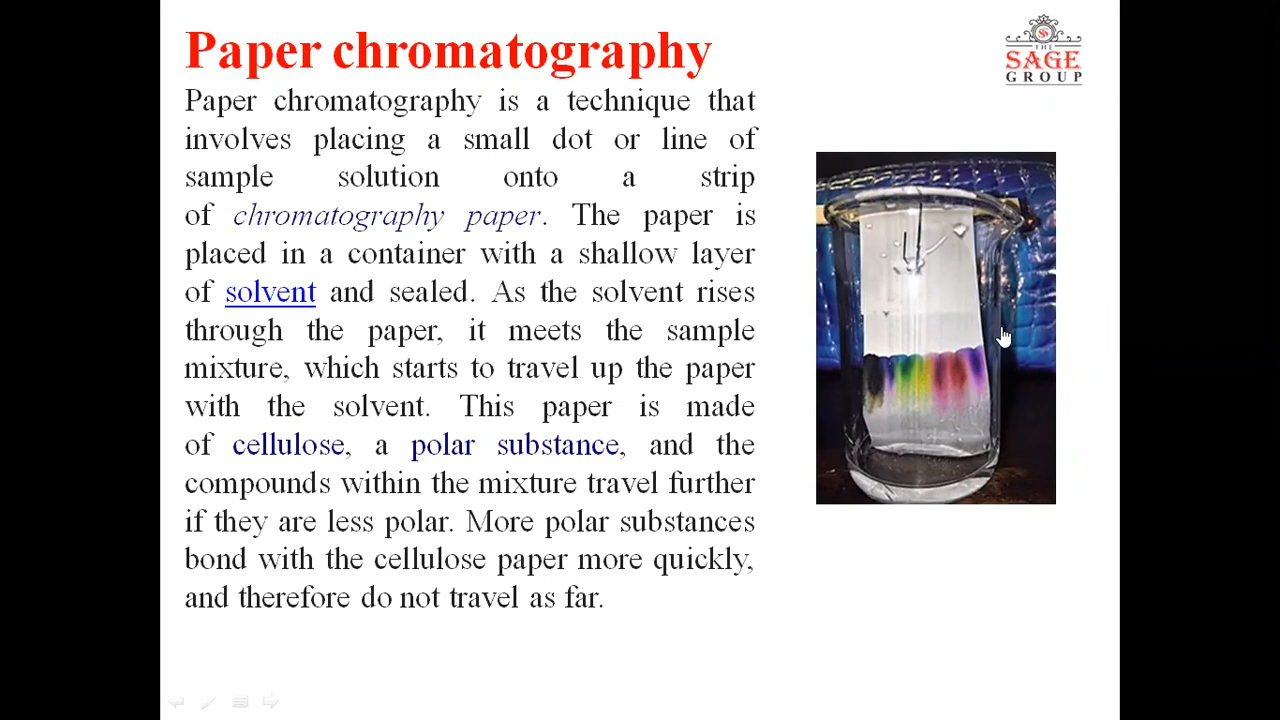 Paper chromatography
THE
SAGE
GROUP
Paper chromatography is a technique that
involves placing a small dot or line of
sample solution onto a strip
of chromatography paper. The paper is
placed in a container with a shallow layer
of solvent and sealed. As the solvent rises
through the paper, it meets the sample
mixture, which starts to travel up the paper
with the solvent. This paper is made
of cellulose, a polar substance, and the
compounds within the mixture travel further
if they are less polar. More polar substances
bond with the cellulose paper more quickly,
and therefore do not travel as far.